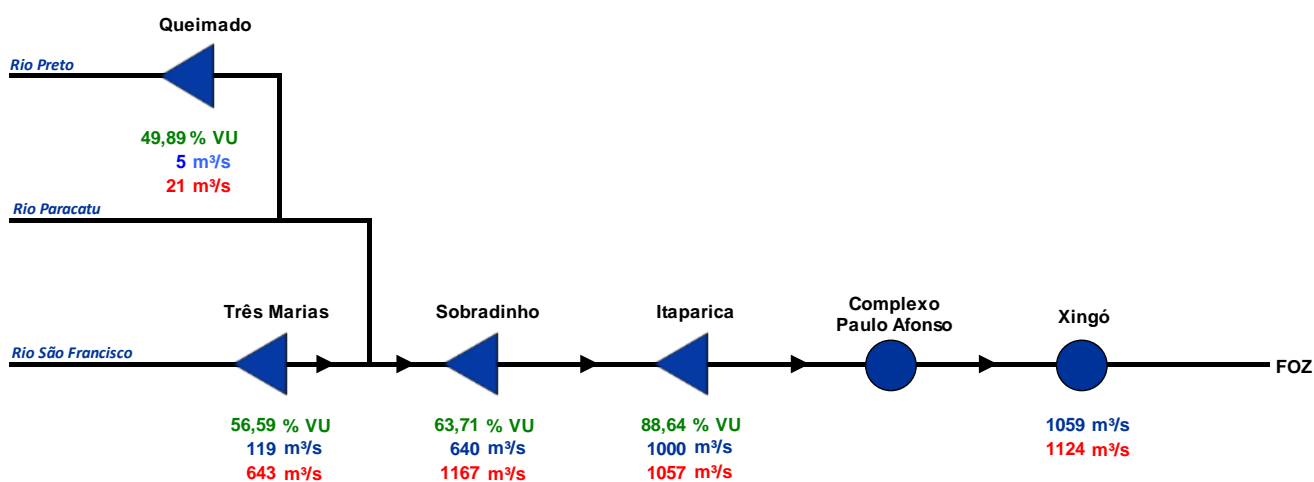 Queimado
Rio Preto
49,89 % VU
5 m³/s
21 m³/s
Rio Paracatu
Três Marias
Sobradinho
Itaparica
Complexo
Paulo Afonso
Xingó
Rio São Francisco
FOZ
56,59 % VU
119 m³/s
643 m³/s
63,71 % VU
640 m³/s
1167 m³/s
88,64 % VU
1000 m³/s
1057 m³/s
1059 m³/s
1124 m³/s